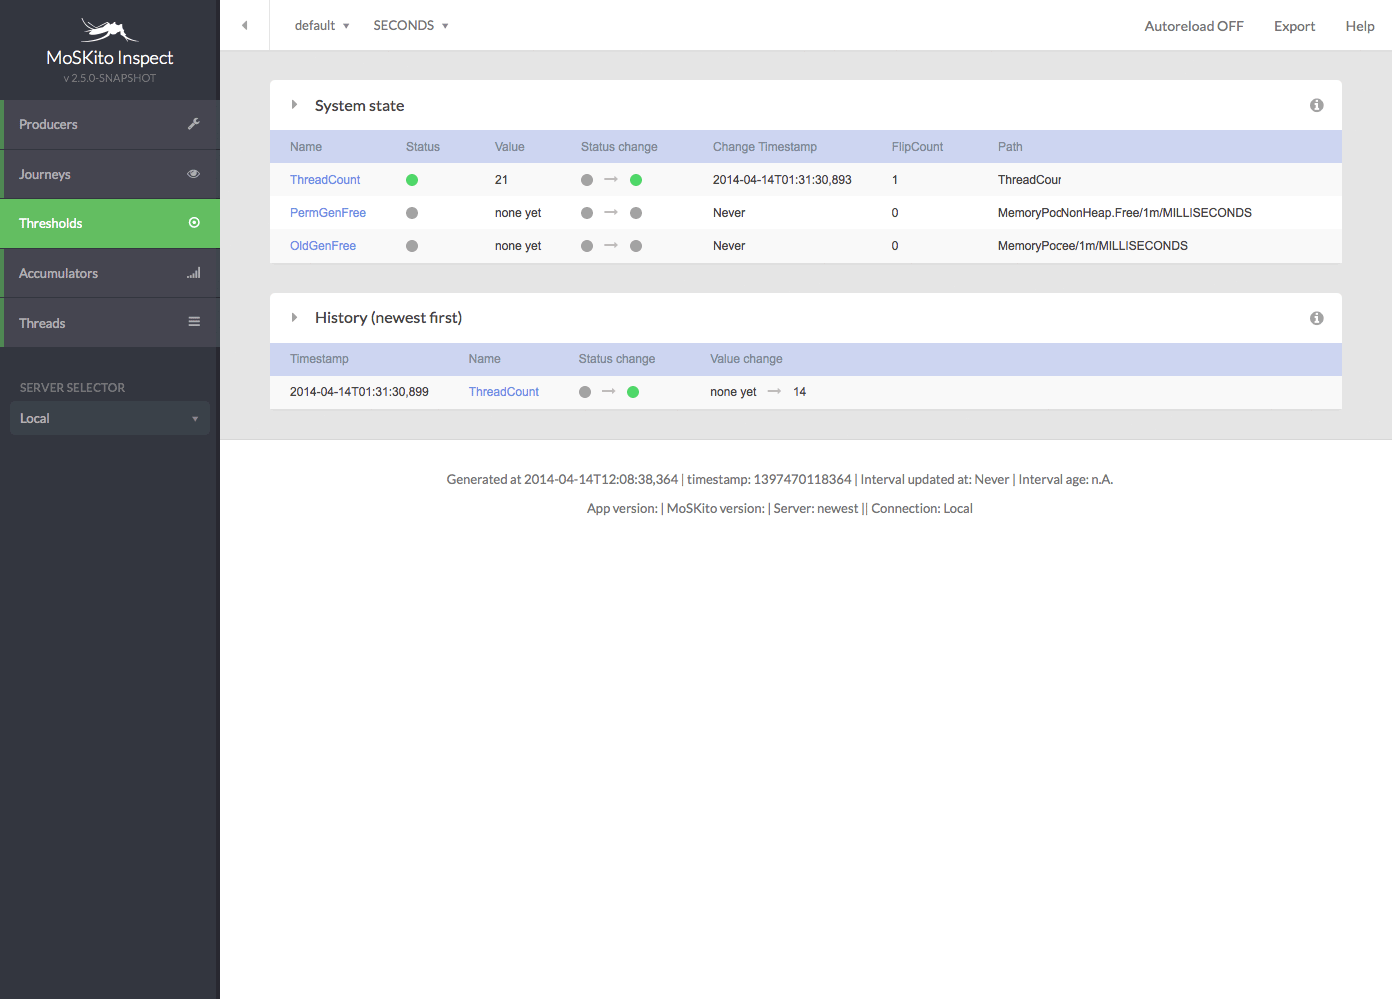 MoSKito Inspect
v 2.5.0-SNAPSHOT
Producers
Journeys
Thresholds
Accumulators
Threads
SERVER SELECTOR
Local
default SECONDS Autoreload OFF Export Help
System state
Name Status Value Status change Change Timestamp FlipCount Path
ThreadCount 21 2014-04-14T01:31:30,893 1 ThreadCour
PermGenFree none yet Never 0 MemoryPocNonHeap.Free/1m/MILLISECONDS
OldGenFree none yet Never 0 MemoryPocee/1m/MILLISECONDS
History (newest first)
Timestamp Name Status change Value change
2014-04-14T01:31:30,899 ThreadCount none yet 14
Generated at 2014-04-14T12:08:38,364 | timestamp: 1397470118364 | Interval updated at: Never | Interval age: n.A.
App version: | MoSKito version: | Server: newest || Connection: Local